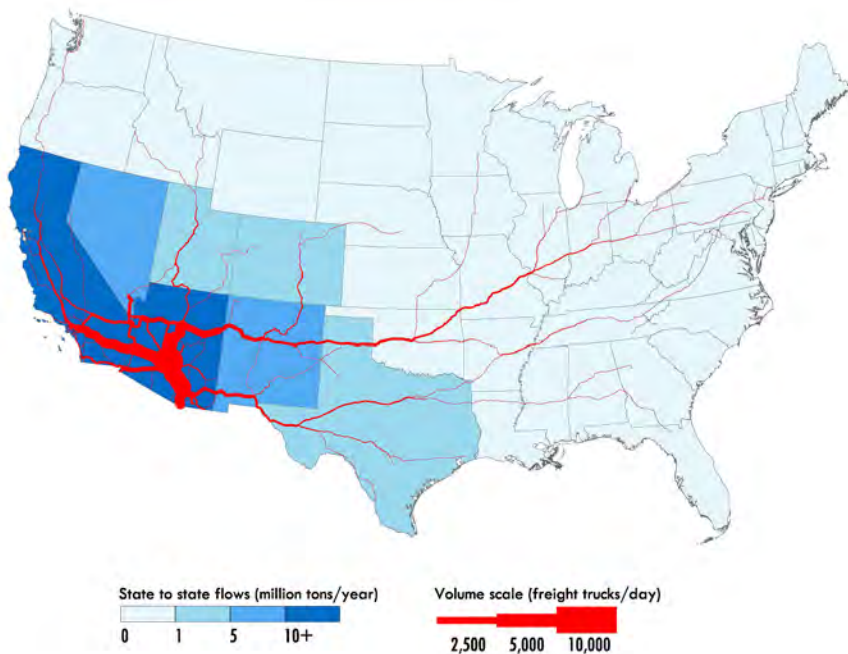 State to state flows (million tons/year)
0 1 5 10+
Volume scale (freight trucks/day)
2,500 5,000 10,000